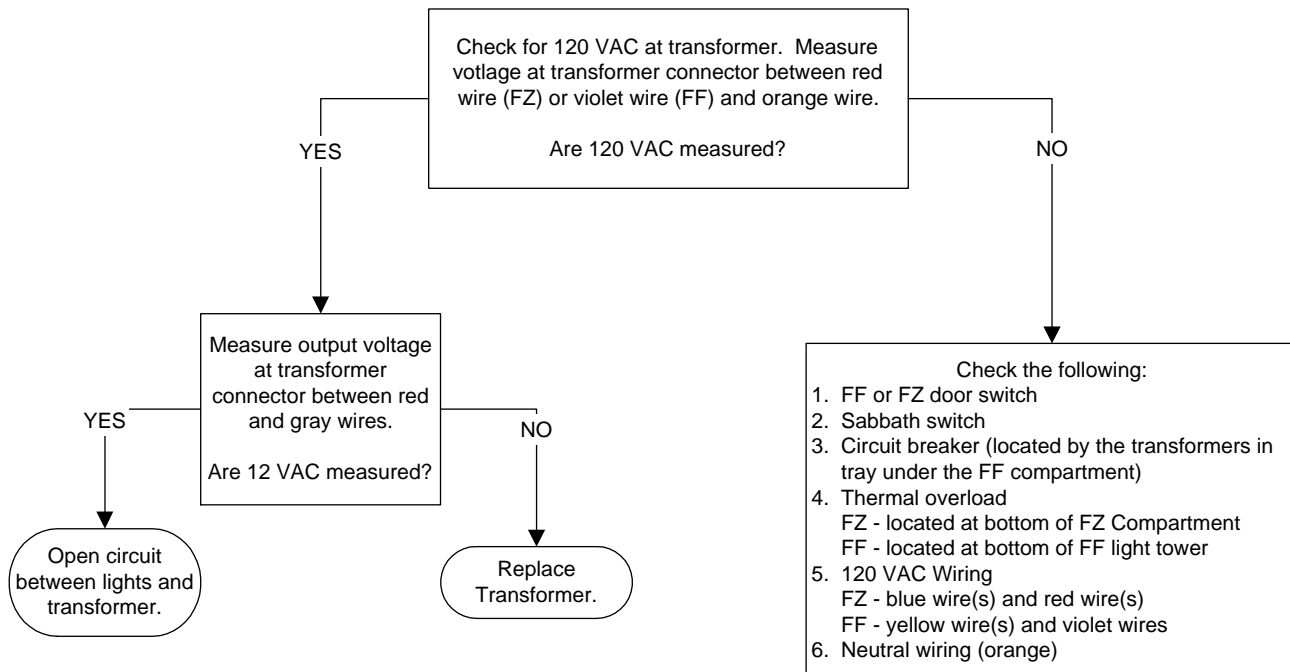 Check for 120 VAC at transformer. Measure
votlage at transformer connector between red
wire (FZ) or violet wire (FF) and orange wire.
Are 120 VAC measured?
YES
NO
Measure output voltage
at transformer
connector between red
and gray wires.
Are 12 VAC measured?
YES
NO
Open circuit
between lights and
transformer.
Replace
Transformer.
Check the following:
1. FF or FZ door switch
2. Sabbath switch
3. Circuit breaker (located by the transformers in
tray under the FF compartment)
4. Thermal overload
FZ - located at bottom of FZ Compartment
FF - located at bottom of FF light tower
5. 120 VAC Wiring
FZ - blue wire(s) and red wire(s)
FF - yellow wire(s) and violet wires
6. Neutral wiring (orange)